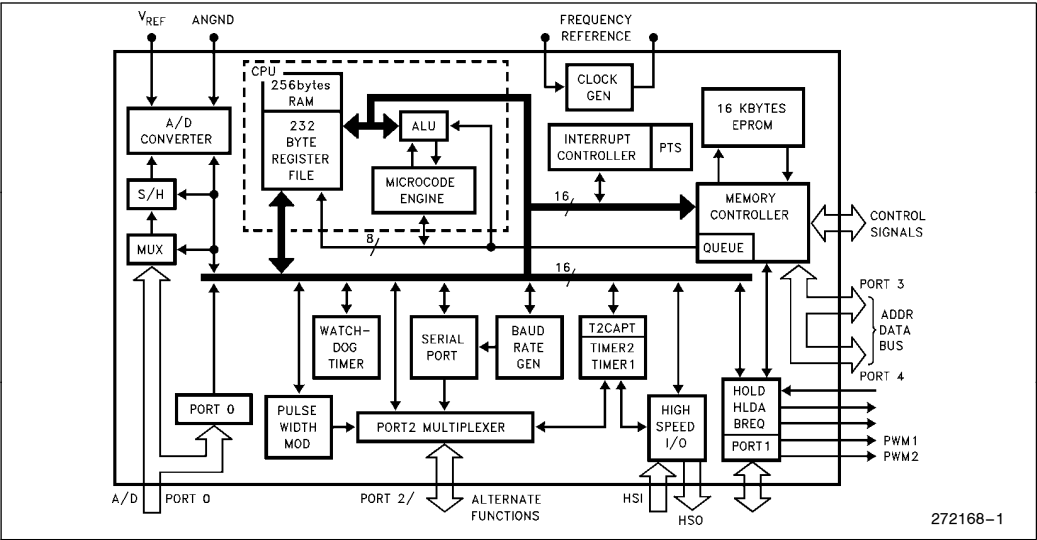 VREF ANGND
FREQUENCY
REFERENCE
CPU
256bytes
RAM
232
BYTE
REGISTER
FILE
ALU
MICROCODE
ENGINE
CLOCK
GEN
A/D
CONVERTER
S/H
MUX
INTERRUPT
CONTROLLER
PTS
16 KBYTES
EPROM
MEMORY
CONTROLLER
QUEUE
CONTROL
SIGNALS
16/
8/
16/
PORT 3
ADDR
DATA
BUS
PORT 4
WATCH-
DOG
TIMER
SERIAL
PORT
BAUD
RATE
GEN
T2CAPT
TIMER2
TIMER1
PORT 0
PULSE
WIDTH
MOD
PORT2 MULTIPLEXER
HIGH
SPEED
I/O
HOLD
HLDA
BREQ
PORT1
PWM1
PWM2
A/D PORT 0
PORT 2/
ALTERNATE
FUNCTIONS
HSI
HSO
272168–1